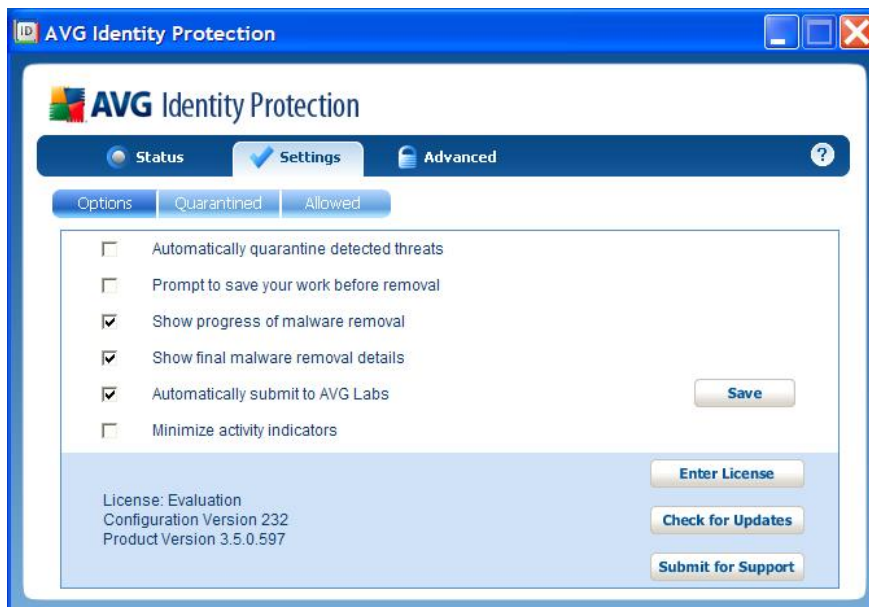 ID AVG Identity Protection
AVG Identity Protection
Status Settings Advanced ?
Options Quarantined Allowed
Automatically quarantine detected threats
Prompt to save your work before removal
Show progress of malware removal
Show final malware removal details
Automatically submit to AVG Labs
Save
Minimize activity indicators
Enter License
License: Evaluation
Configuration Version 232
Check for Updates
Product Version 3.5.0.597
Submit for Support